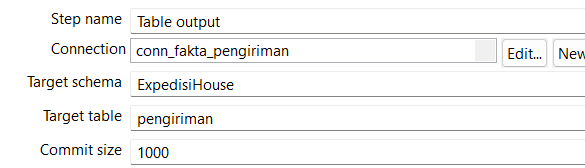 Step name Table output
Connection conn_fakta_pengiriman Edit... New
Target schema ExpedisiHouse
Target table pengiriman
Commit size 1000